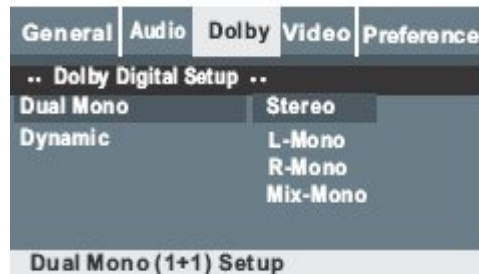 General Audio Dolby Video Preference
.. Dolby Digital Setup ..
Dual Mono Stereo
Dynamic L-Mono
R-Mono
Mix-Mono
Dual Mono (1+1) Setup